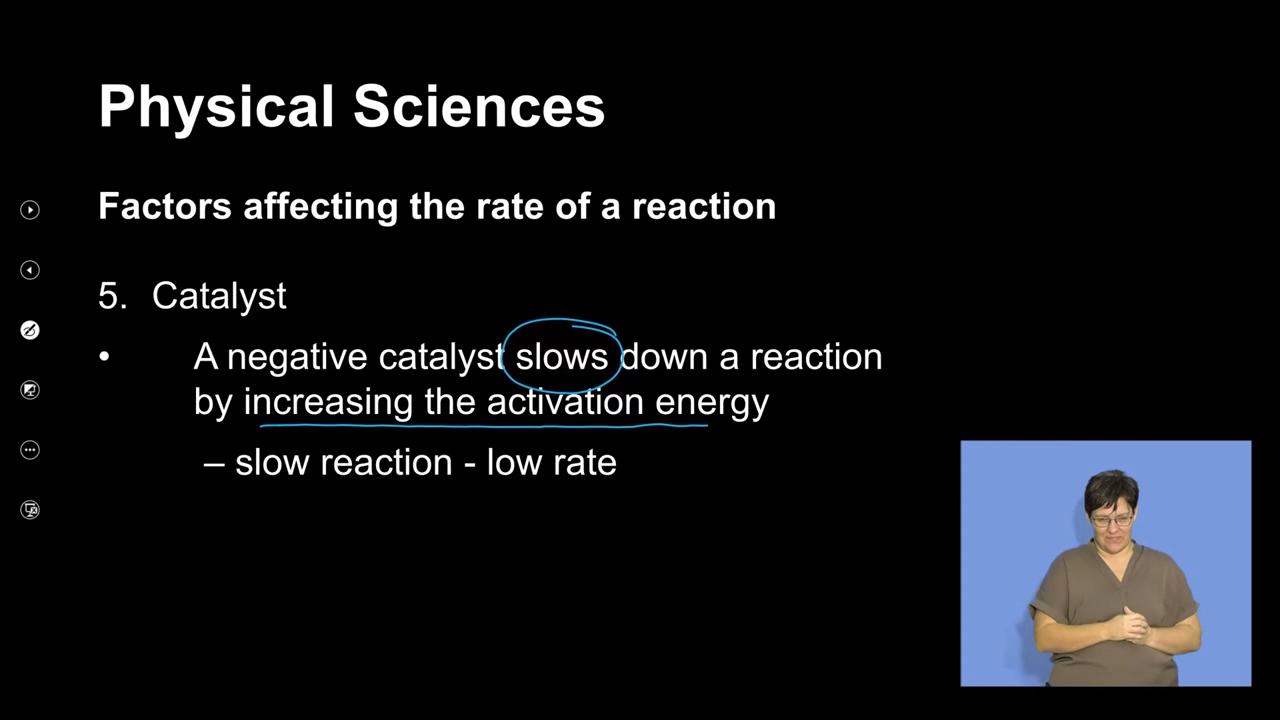 Physical Sciences
Factors affecting the rate of a reaction
5. Catalyst
• A negative catalyst slows down a reaction
by increasing the activation energy
– slow reaction - low rate